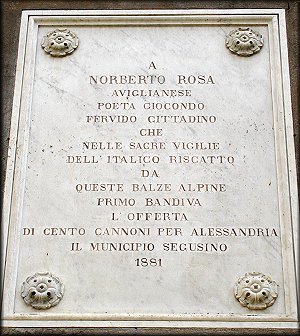 A
NORBERTO ROSA
AVIGLIANESE
POETA GIOCONDO
FERVIDO CITTADINO
CHE
NELLE SACRE VIGILIE
DELL'ITALICO RISCATTO
DA
QUESTE BALZE ALPINE
PRIMO BANDIVA
L'OFFERTA
DI CENTO CANNONI PER ALESSANDRIA
IL MUNICIPIO SEGUSINO
1881